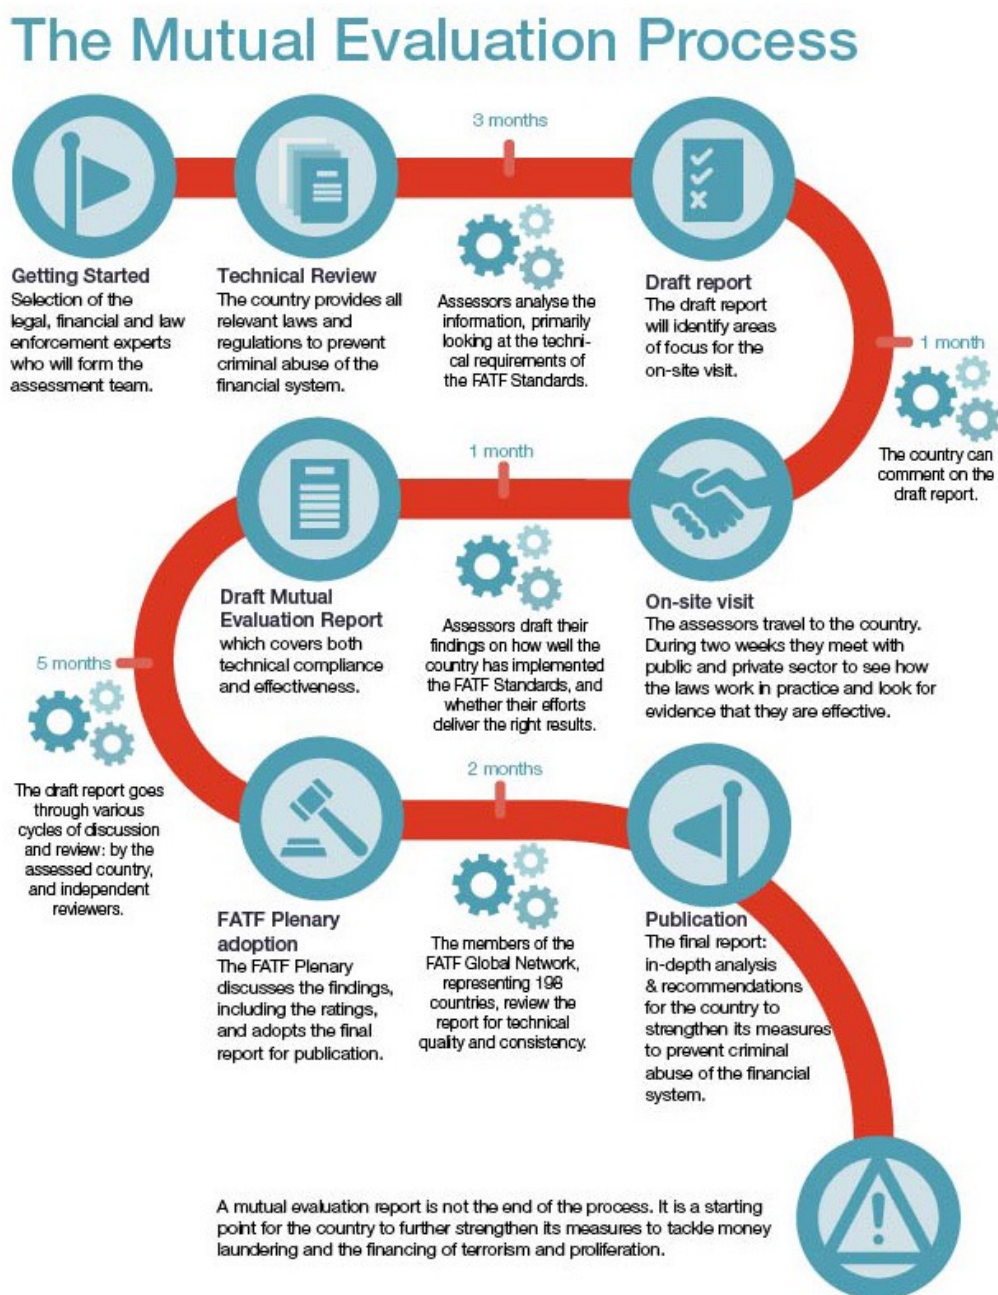 The Mutual Evaluation Process
3 months
Getting Started
Selection of the
legal, financial and law
enforcement experts
who will form the
assessment team.
Technical Review
The country provides all
relevant laws and
regulations to prevent
criminal abuse of the
financial system.
Assessors analyse the
information, primarily
looking at the techni-
cal requirements of
the FATF Standards.
Draft report
The draft report
will identify areas
of focus for the
on-site visit.
1 month
The country can
comment on the
draft report.
On-site visit
The assessors travel to the country.
During two weeks they meet with
public and private sector to see how
the laws work in practice and look for
evidence that they are effective.
1 month
Assessors draft their
findings on how well the
country has implemented
the FATF Standards, and
whether their efforts
deliver the right results.
Draft Mutual
Evaluation Report
which covers both
technical compliance
and effectiveness.
5 months
The draft report goes
through various
cycles of discussion
and review: by the
assessed country,
and independent
reviewers.
FATF Plenary
adoption
The FATF Plenary
discusses the findings,
including the ratings,
and adopts the final
report for publication.
2 months
The members of the
FATF Global Network,
representing 198
countries, review the
report for technical
quality and consistency.
Publication
The final report:
in-depth analysis
& recommendations
for the country to
strengthen its measures
to prevent criminal
abuse of the financial
system.
A mutual evaluation report is not the end of the process. It is a starting
point for the country to further strengthen its measures to tackle money
laundering and the financing of terrorism and proliferation.